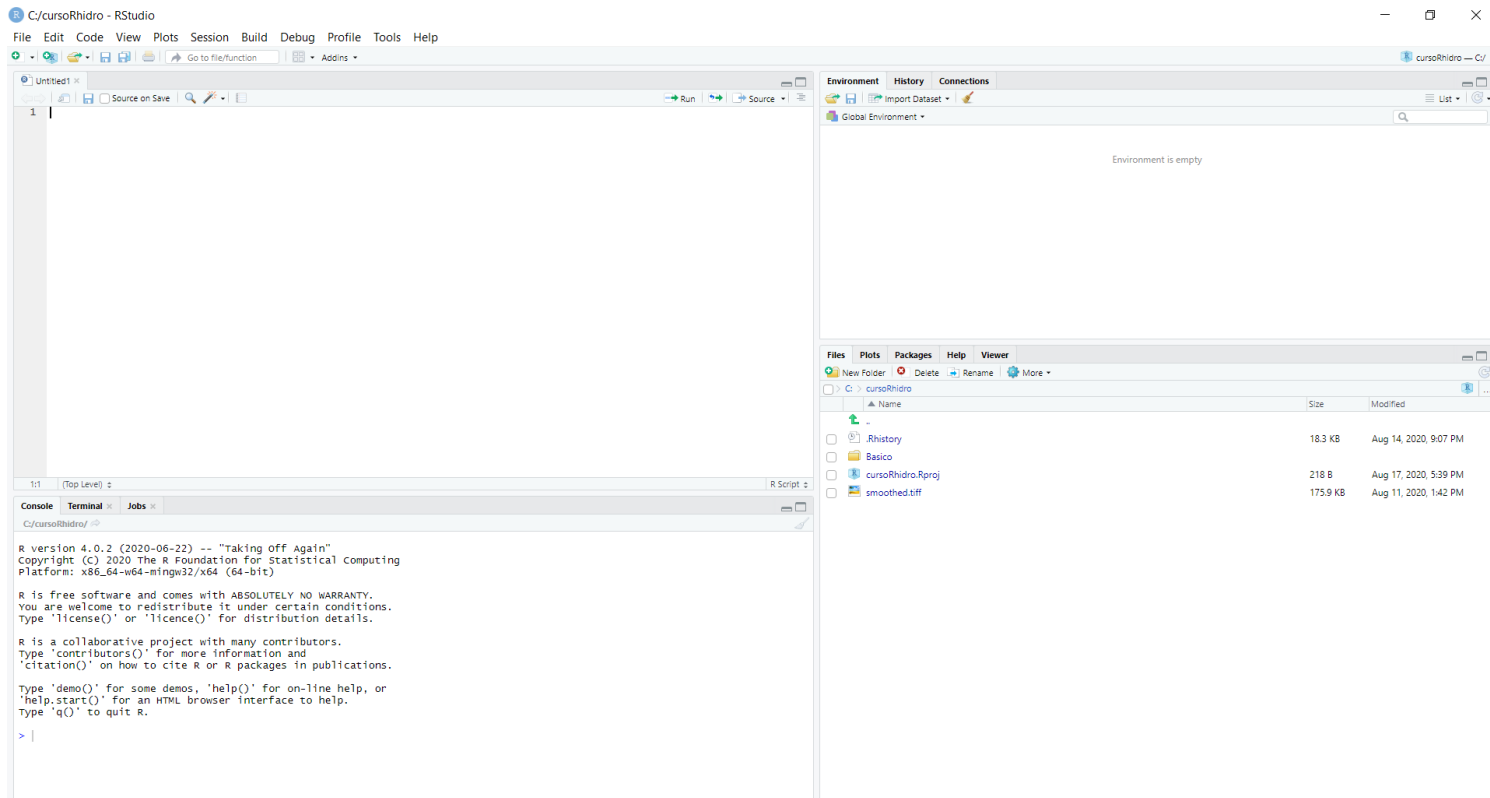 C:/cursoRhidro - RStudio
File Edit Code View Plots Session Build Debug Profile Tools Help
Go to file/function Addins cursoRhidro — C:/
Untitled1
Source on Save Run Source
1
1:1 (Top Level) R Script
Console Terminal Jobs
C:/cursoRhidro/
R version 4.0.2 (2020-06-22) -- "Taking Off Again"
Copyright (C) 2020 The R Foundation for Statistical Computing
Platform: x86_64-w64-mingw32/x64 (64-bit)
R is free software and comes with ABSOLUTELY NO WARRANTY.
You are welcome to redistribute it under certain conditions.
Type 'license()' or 'licence()' for distribution details.
R is a collaborative project with many contributors.
Type 'contributors()' for more information and
'citation()' on how to cite R or R packages in publications.
Type 'demo()' for some demos, 'help()' for on-line help, or
'help.start()' for an HTML browser interface to help.
Type 'q()' to quit R.
>
Environment History Connections
Import Dataset List
Global Environment
Environment is empty
Files Plots Packages Help Viewer
New Folder Delete Rename More
C: cursoRhidro ...
Name Size Modified
..
.Rhistory 18.3 KB Aug 14, 2020, 9:07 PM
Basico
cursoRhidro.Rproj 218 B Aug 17, 2020, 5:39 PM
smoothed.tiff 175.9 KB Aug 11, 2020, 1:42 PM